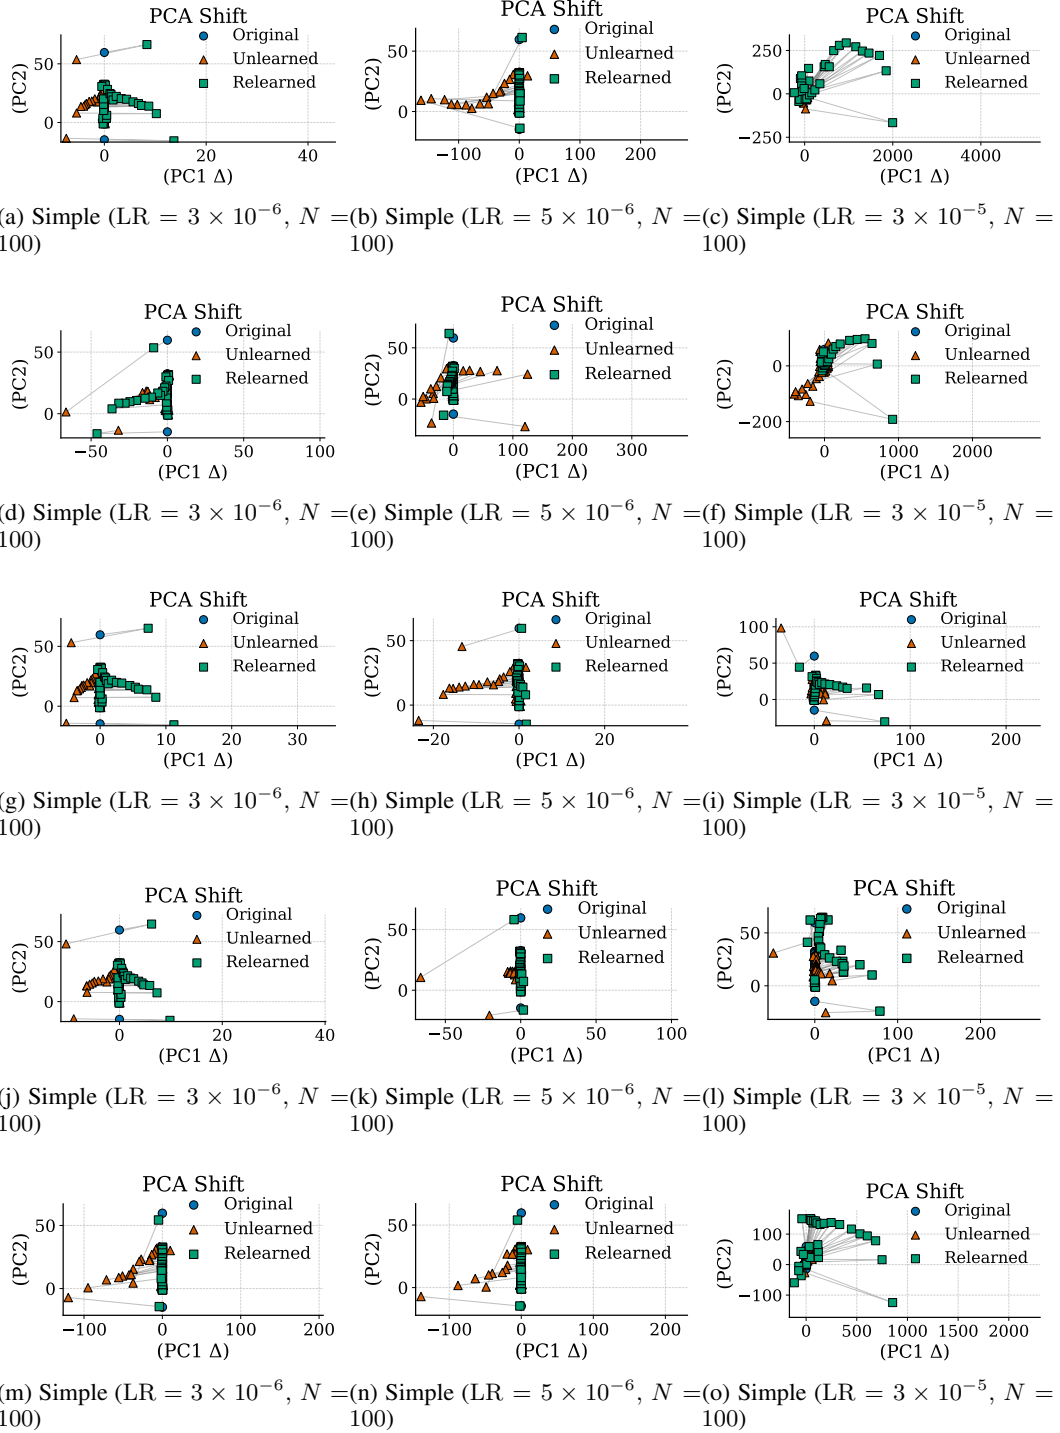 PCA Shift
Original
Unlearned
Relearned
50
0
(PC2)
0 20 40
(PC1 Δ)
PCA Shift
Original
Unlearned
Relearned
50
0
(PC2)
−100 0 100 200
(PC1 Δ)
PCA Shift
Original
Unlearned
Relearned
250
0
−250
(PC2)
0 2000 4000
(PC1 Δ)
(a) Simple (LR = 3 × 10−6, N =
100)
(b) Simple (LR = 5 × 10−6, N =
100)
(c) Simple (LR = 3 × 10−5, N =
100)
PCA Shift
Original
Unlearned
Relearned
50
0
(PC2)
−50 0 50 100
(PC1 Δ)
PCA Shift
Original
Unlearned
Relearned
50
0
(PC2)
0 100 200 300
(PC1 Δ)
PCA Shift
Original
Unlearned
Relearned
0
−200
(PC2)
0 1000 2000
(PC1 Δ)
(d) Simple (LR = 3 × 10−6, N =
100)
(e) Simple (LR = 5 × 10−6, N =
100)
(f) Simple (LR = 3 × 10−5, N =
100)
PCA Shift
Original
Unlearned
Relearned
50
0
(PC2)
0 10 20 30
(PC1 Δ)
PCA Shift
Original
Unlearned
Relearned
50
0
(PC2)
−20 0 20
(PC1 Δ)
PCA Shift
Original
Unlearned
Relearned
100
50
0
(PC2)
0 100 200
(PC1 Δ)
(g) Simple (LR = 3 × 10−6, N =
100)
(h) Simple (LR = 5 × 10−6, N =
100)
(i) Simple (LR = 3 × 10−5, N =
100)
PCA Shift
Original
Unlearned
Relearned
50
0
(PC2)
0 20 40
(PC1 Δ)
PCA Shift
Original
Unlearned
Relearned
50
0
(PC2)
−50 0 50 100
(PC1 Δ)
PCA Shift
Original
Unlearned
Relearned
50
0
(PC2)
0 100 200
(PC1 Δ)
(j) Simple (LR = 3 × 10−6, N =
100)
(k) Simple (LR = 5 × 10−6, N =
100)
(l) Simple (LR = 3 × 10−5, N =
100)
PCA Shift
Original
Unlearned
Relearned
50
0
(PC2)
−100 0 100 200
(PC1 Δ)
PCA Shift
Original
Unlearned
Relearned
50
0
(PC2)
−100 0 100 200
(PC1 Δ)
PCA Shift
Original
Unlearned
Relearned
100
0
−100
(PC2)
0 500 1000 1500 2000
(PC1 Δ)
(m) Simple (LR = 3 × 10−6, N =
100)
(n) Simple (LR = 5 × 10−6, N =
100)
(o) Simple (LR = 3 × 10−5, N =
100)